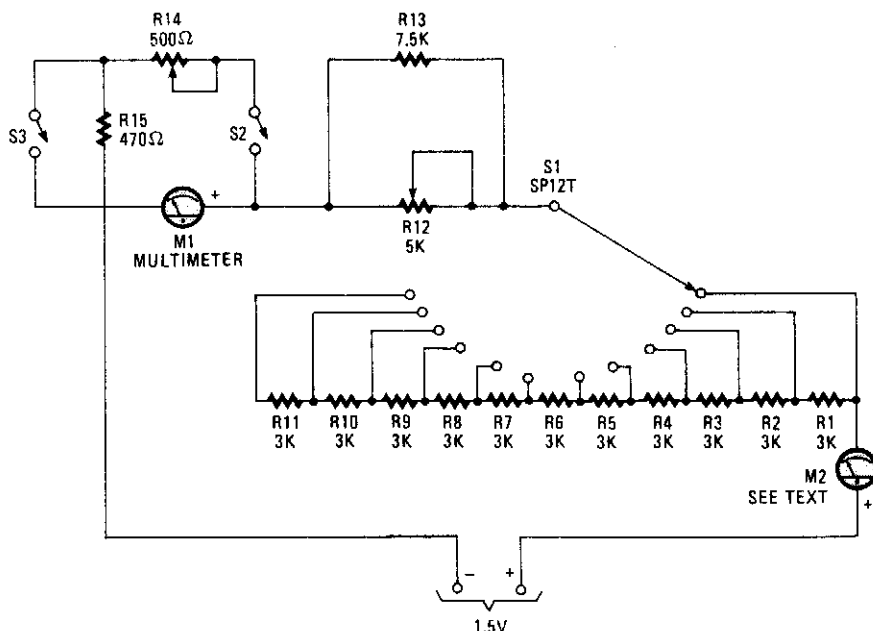 R14
500Ω
R13
7.5K
S3
R15
470Ω
S2
+
M1
MULTIMETER
R12
5K
S1
SP12T
R11
3K
R10
3K
R9
3K
R8
3K
R7
3K
R6
3K
R5
3K
R4
3K
R3
3K
R2
3K
R1
3K
M2
SEE TEXT
+
−
+
1.5V